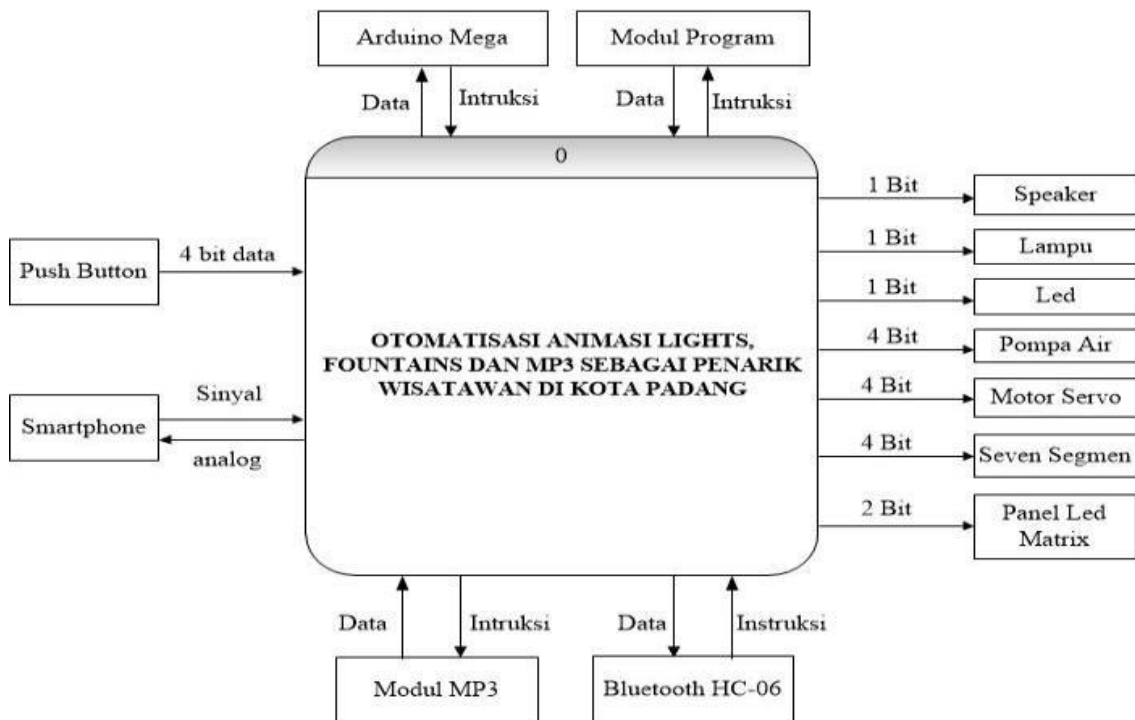 Arduino Mega
Modul Program
Data
Intruksi
Data
Intruksi
0
Push Button
4 bit data
Smartphone
Sinyal
analog
OTOMATISASI ANIMASI LIGHTS,
FOUNTAINS DAN MP3 SEBAGAI PENARIK
WISATAWAN DI KOTA PADANG
1 Bit
Speaker
1 Bit
Lampu
1 Bit
Led
4 Bit
Pompa Air
4 Bit
Motor Servo
4 Bit
Seven Segmen
2 Bit
Panel Led
Matrix
Data
Intruksi
Data
Instruksi
Modul MP3
Bluetooth HC-06